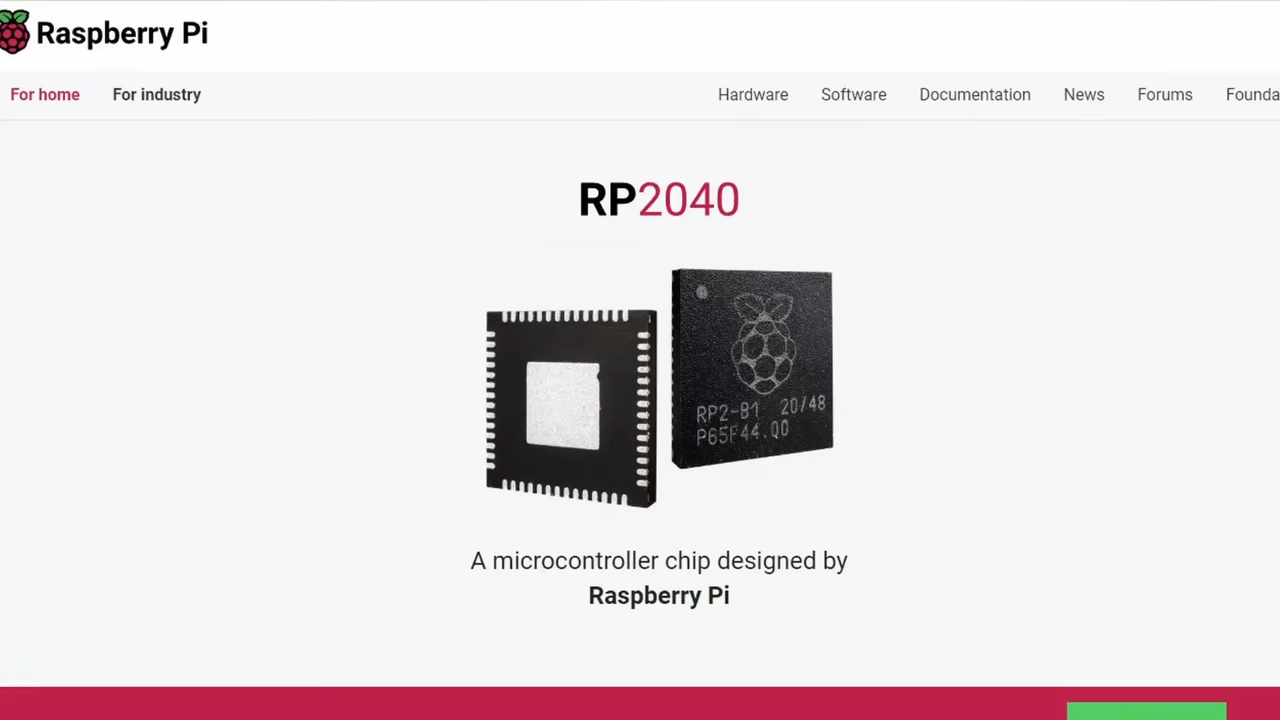 Raspberry Pi
For home
For industry
Hardware
Software
Documentation
News
Forums
Founda
RP2040
RP2-B1 20/48
P65F44.00
A microcontroller chip designed by
Raspberry Pi